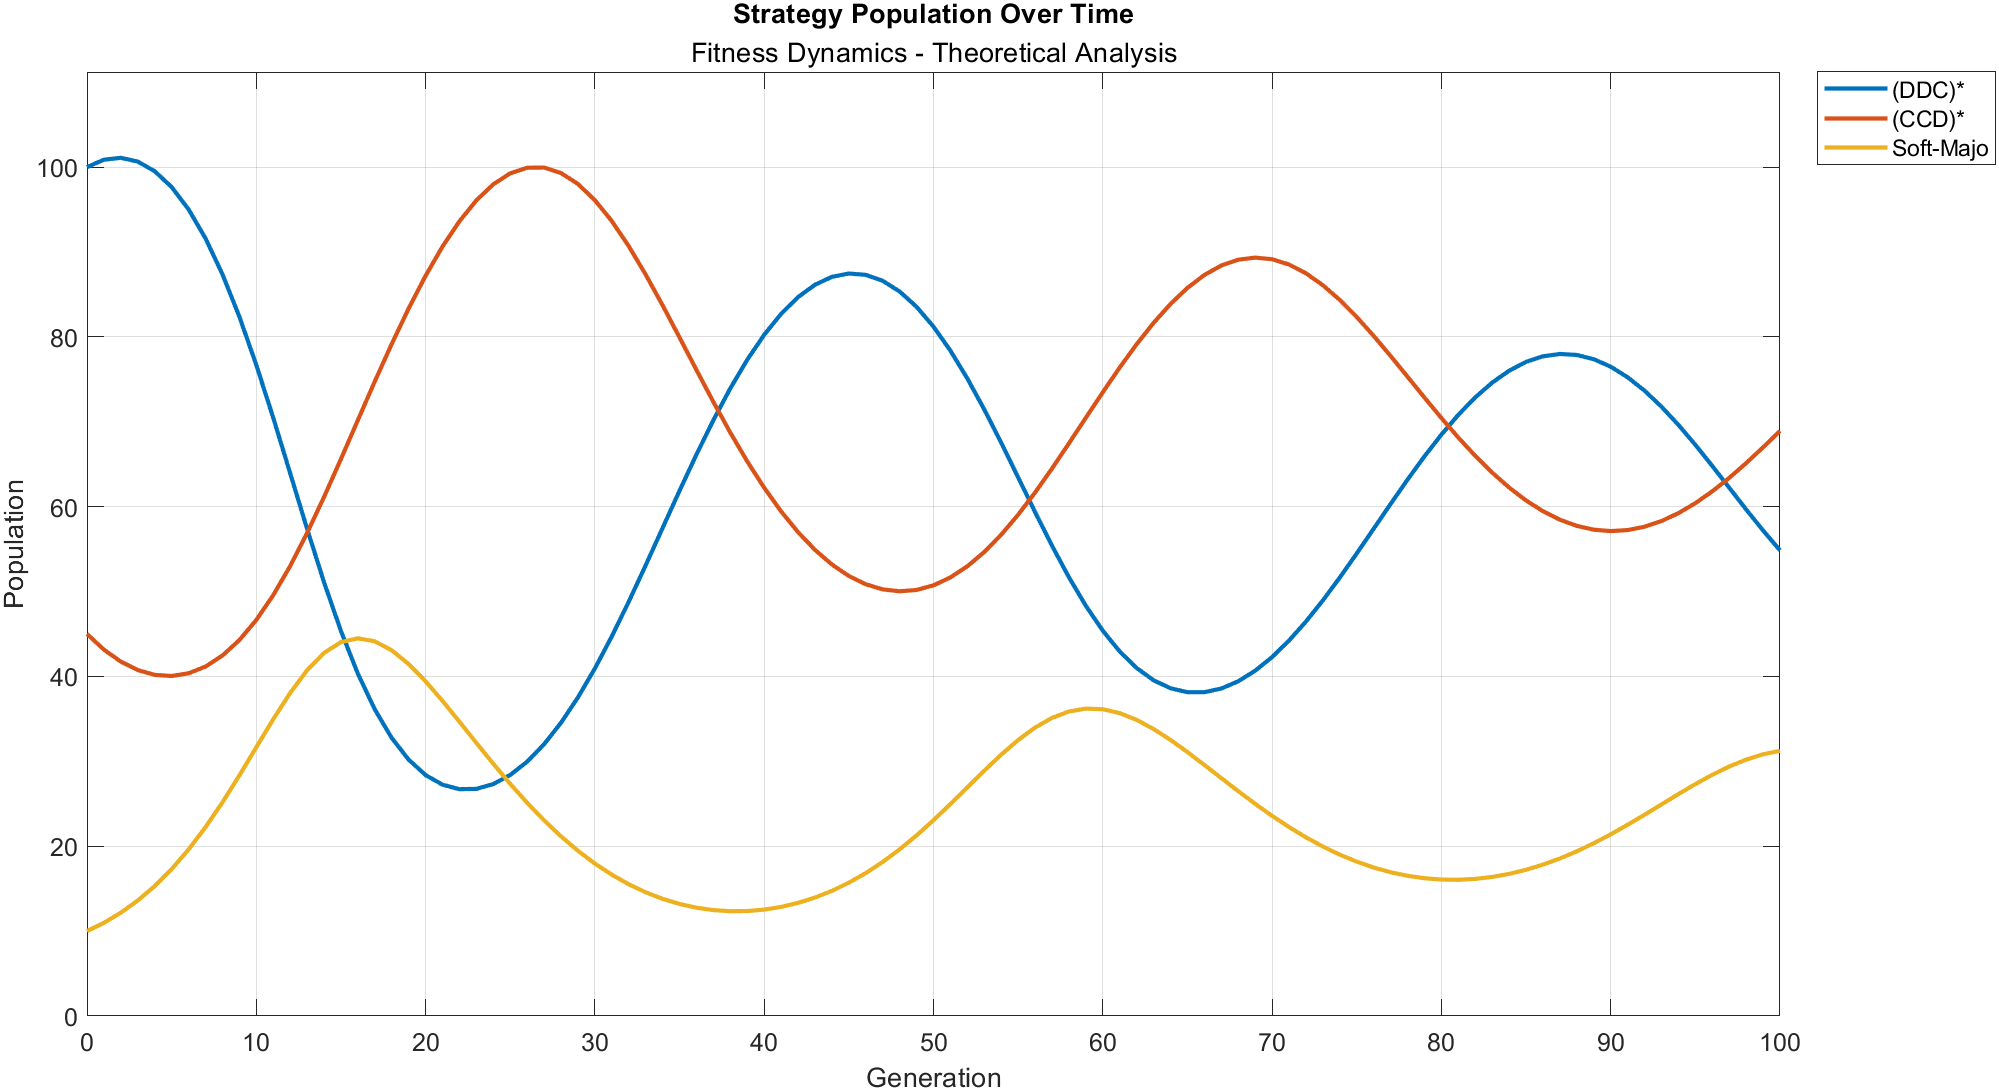 Strategy Population Over Time
Fitness Dynamics - Theoretical Analysis
(DDC)*
(CCD)*
Soft-Majo
100
80
60
40
20
0
Population
0 10 20 30 40 50 60 70 80 90 100
Generation